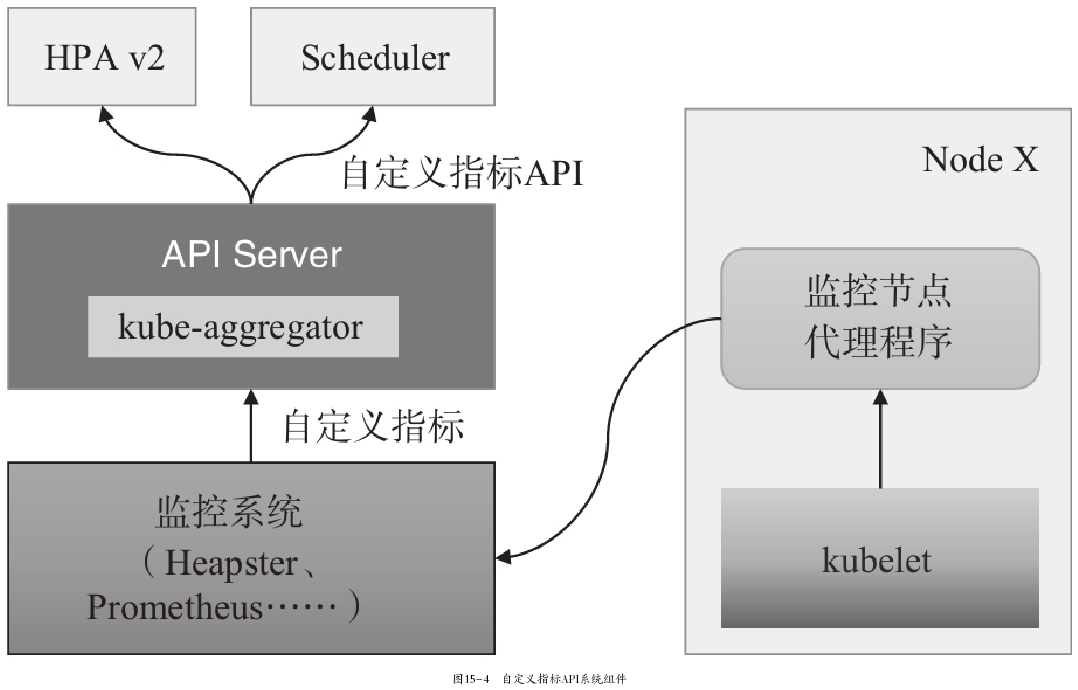 HPA v2
Scheduler
自定义指标API
API Server
kube-aggregator
自定义指标
监控系统
（Heapster、
Prometheus……）
Node X
监控节点
代理程序
kubelet
图15-4 自定义指标API系统组件